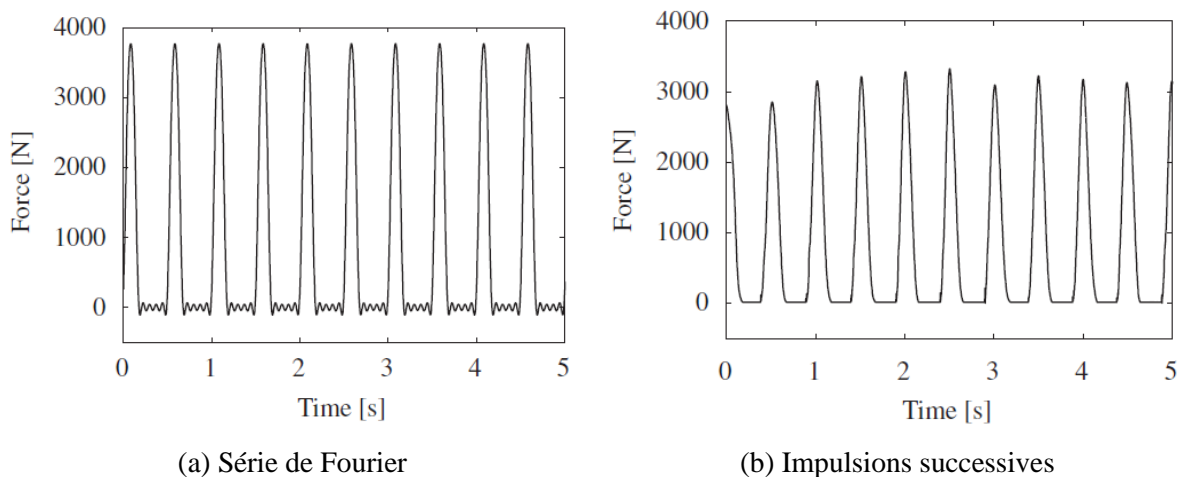 4000
3000
2000
1000
0
Force [N]
0 1 2 3 4 5
Time [s]
(a) Série de Fourier
4000
3000
2000
1000
0
Force [N]
0 1 2 3 4 5
Time [s]
(b) Impulsions successives